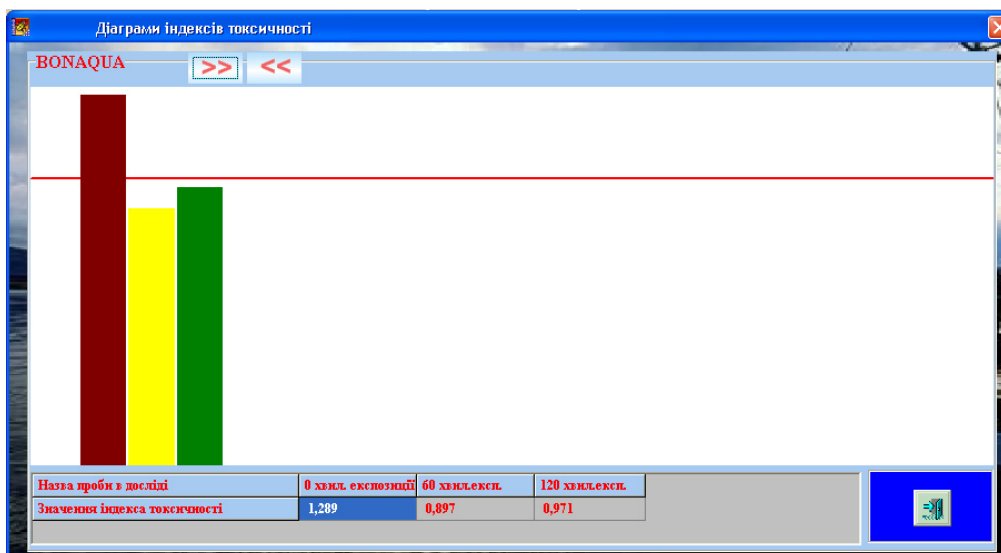 Діаграми індексів токсичності
BONAQUA >> <<
Назва проби в досліді 0 хвил. експозиції 60 хвил.експ. 120 хвил.експ.
Значення індекса токсичності 1,289 0,897 0,971